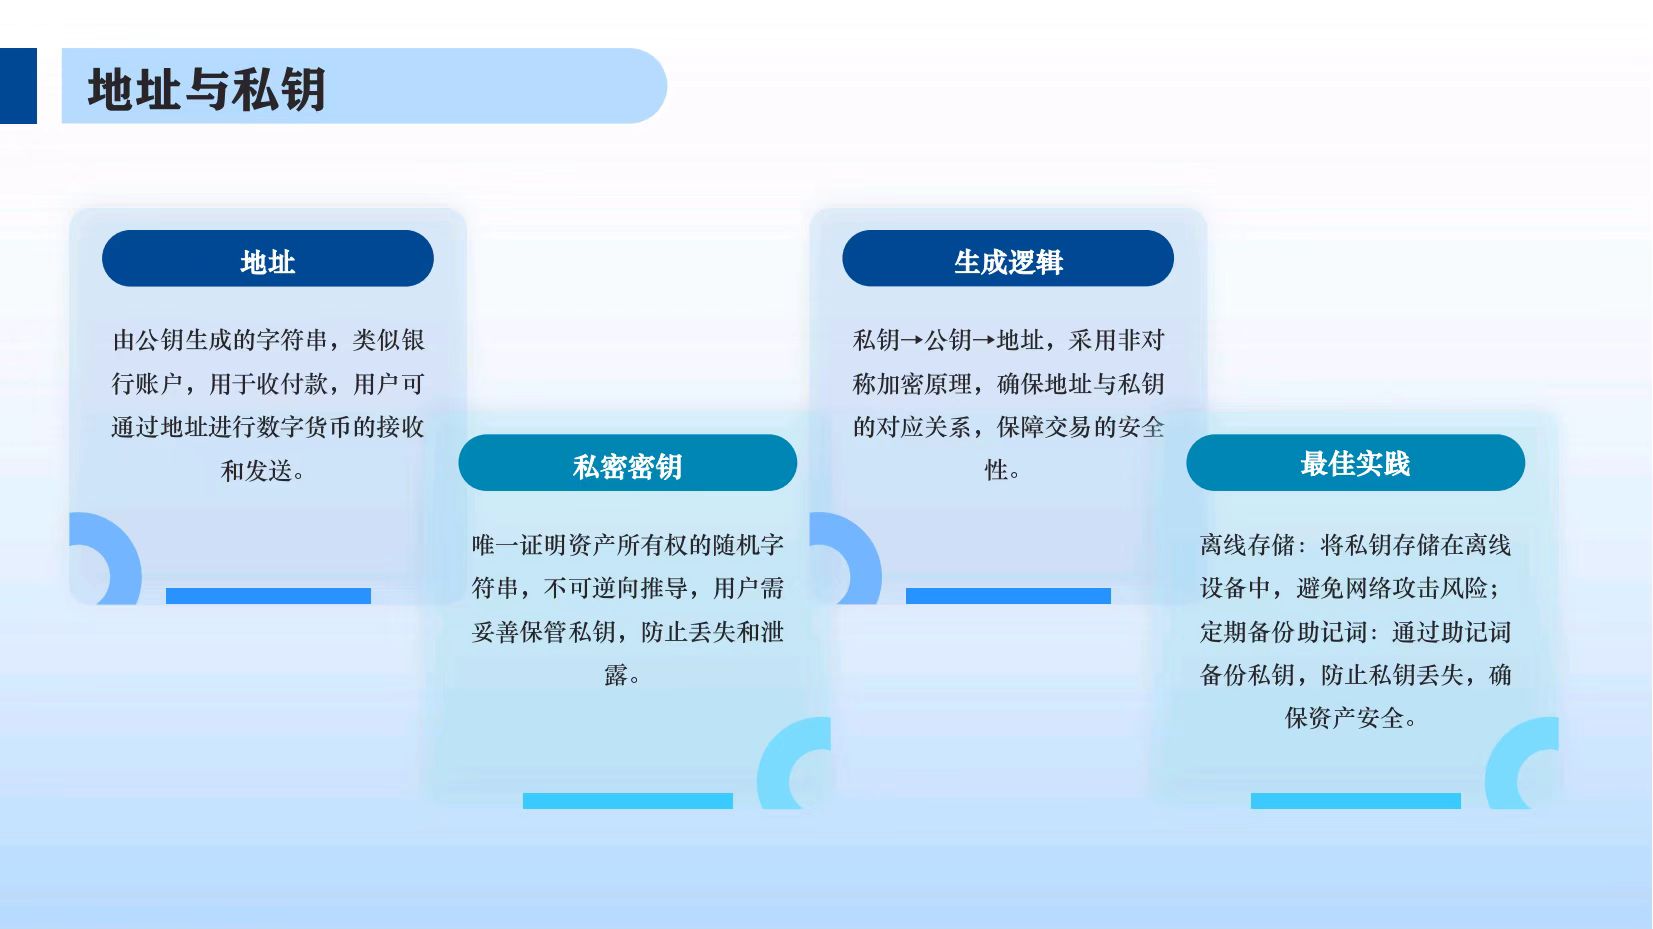 地址与私钥
地址
由公钥生成的字符串，类似银
行账户，用于收付款，用户可
通过地址进行数字货币的接收
和发送。
私密密钥
唯一证明资产所有权的随机字
符串，不可逆向推导，用户需
妥善保管私钥，防止丢失和泄
露。
生成逻辑
私钥→公钥→地址，采用非对
称加密原理，确保地址与私钥
的对应关系，保障交易的安全
性。
最佳实践
离线存储：将私钥存储在离线
设备中，避免网络攻击风险；
定期备份助记词：通过助记词
备份私钥，防止私钥丢失，确
保资产安全。